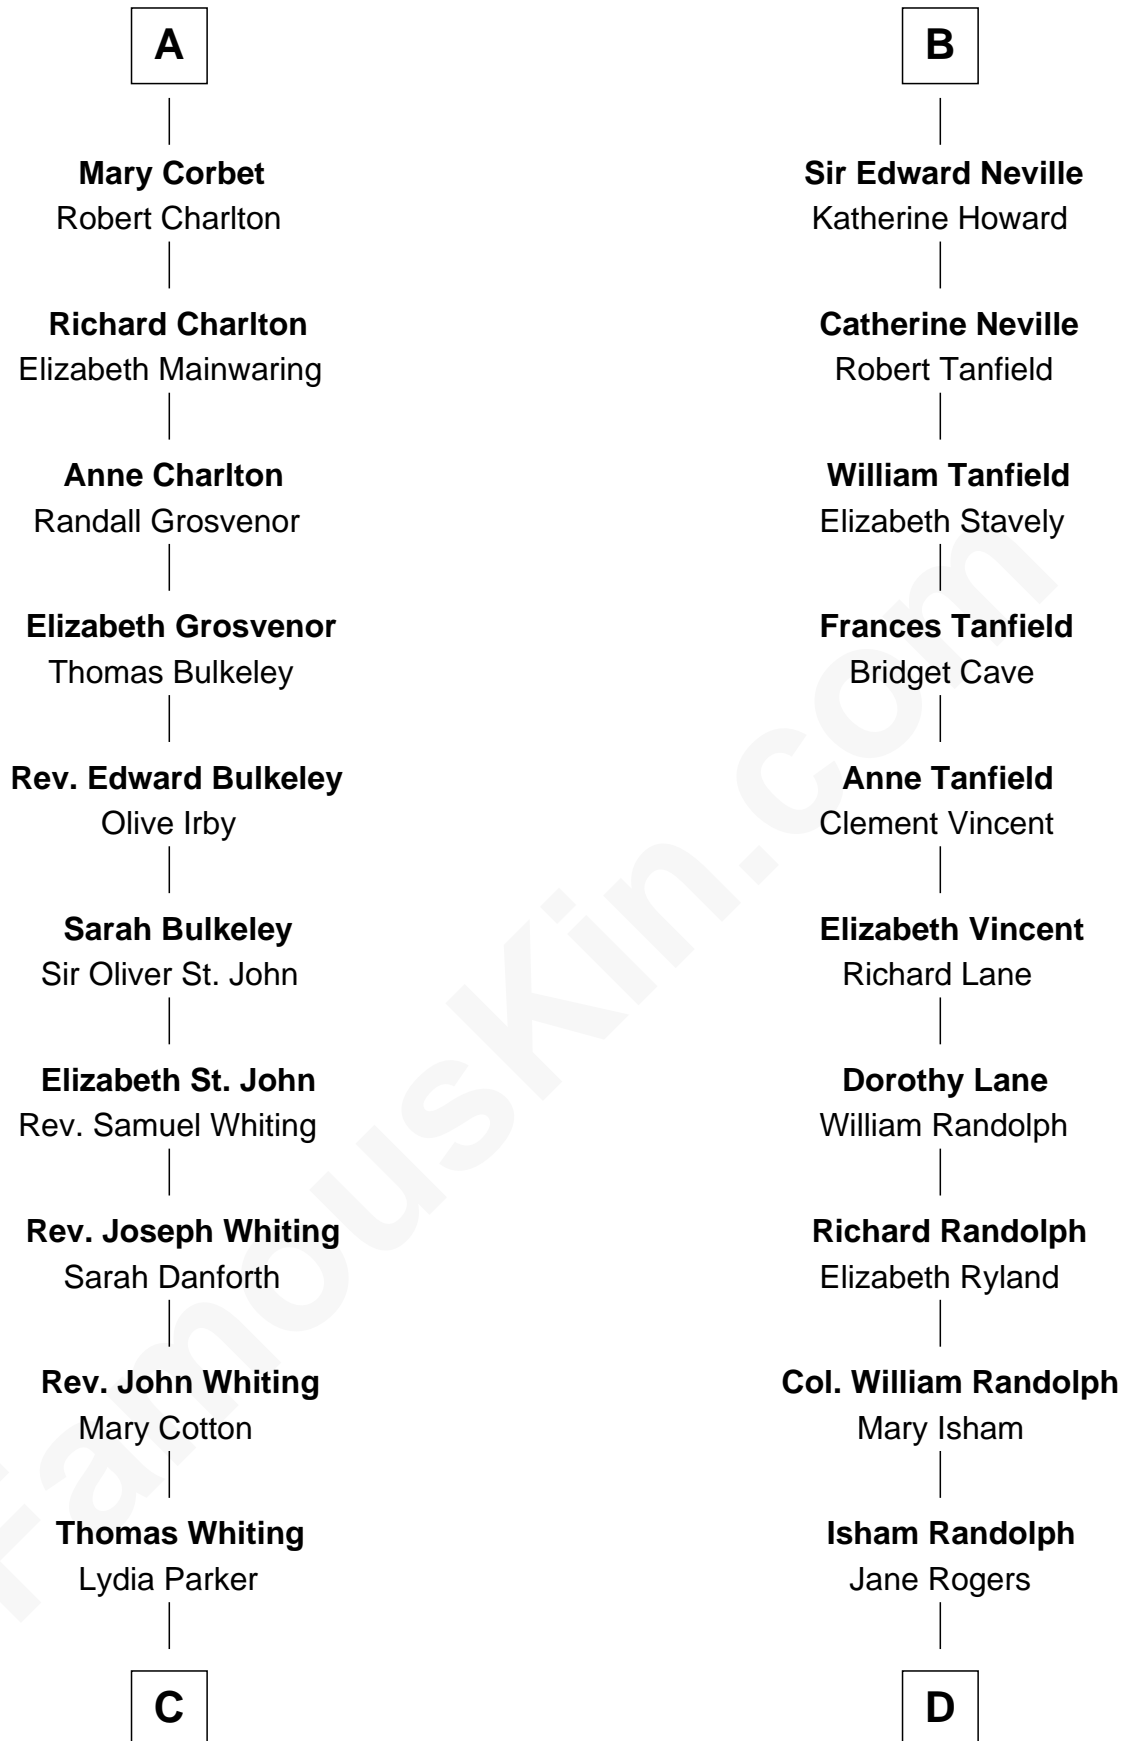 A
Mary Corbet
Robert Charlton
Richard Charlton
Elizabeth Mainwaring
Anne Charlton
Randall Grosvenor
Elizabeth Grosvenor
Thomas Bulkeley
Rev. Edward Bulkeley
Olive Irby
Sarah Bulkeley
Sir Oliver St. John
Elizabeth St. John
Rev. Samuel Whiting
Rev. Joseph Whiting
Sarah Danforth
Rev. John Whiting
Mary Cotton
Thomas Whiting
Lydia Parker
C
B
Sir Edward Neville
Katherine Howard
Catherine Neville
Robert Tanfield
William Tanfield
Elizabeth Stavely
Frances Tanfield
Bridget Cave
Anne Tanfield
Clement Vincent
Elizabeth Vincent
Richard Lane
Dorothy Lane
William Randolph
Richard Randolph
Elizabeth Ryland
Col. William Randolph
Mary Isham
Isham Randolph
Jane Rogers
D
FamousKin.com